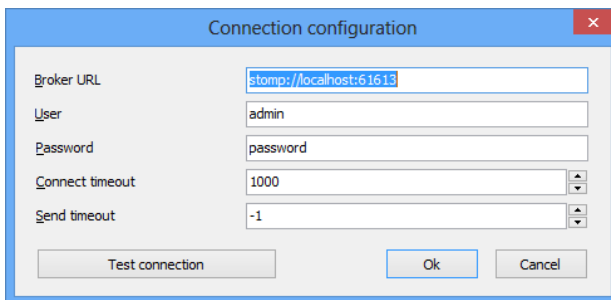 Connection configuration
Broker URL stomp://localhost:61613
User admin
Password password
Connect timeout 1000
Send timeout -1
Test connection Ok Cancel